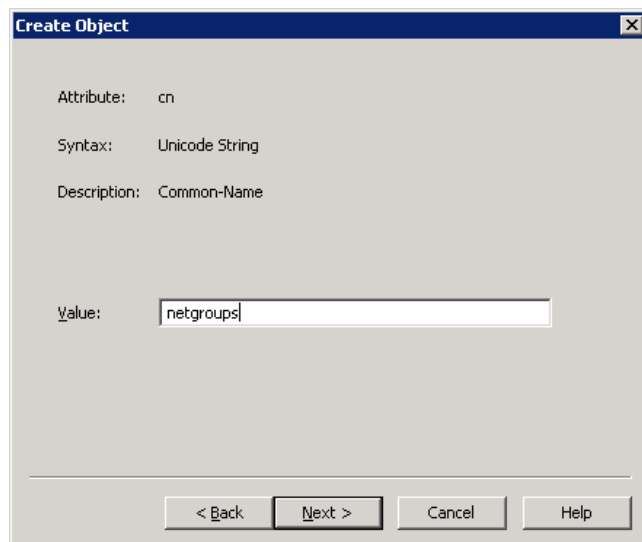 Create Object
Attribute: cn
Syntax: Unicode String
Description: Common-Name
Value: netgroups
< Back Next > Cancel Help